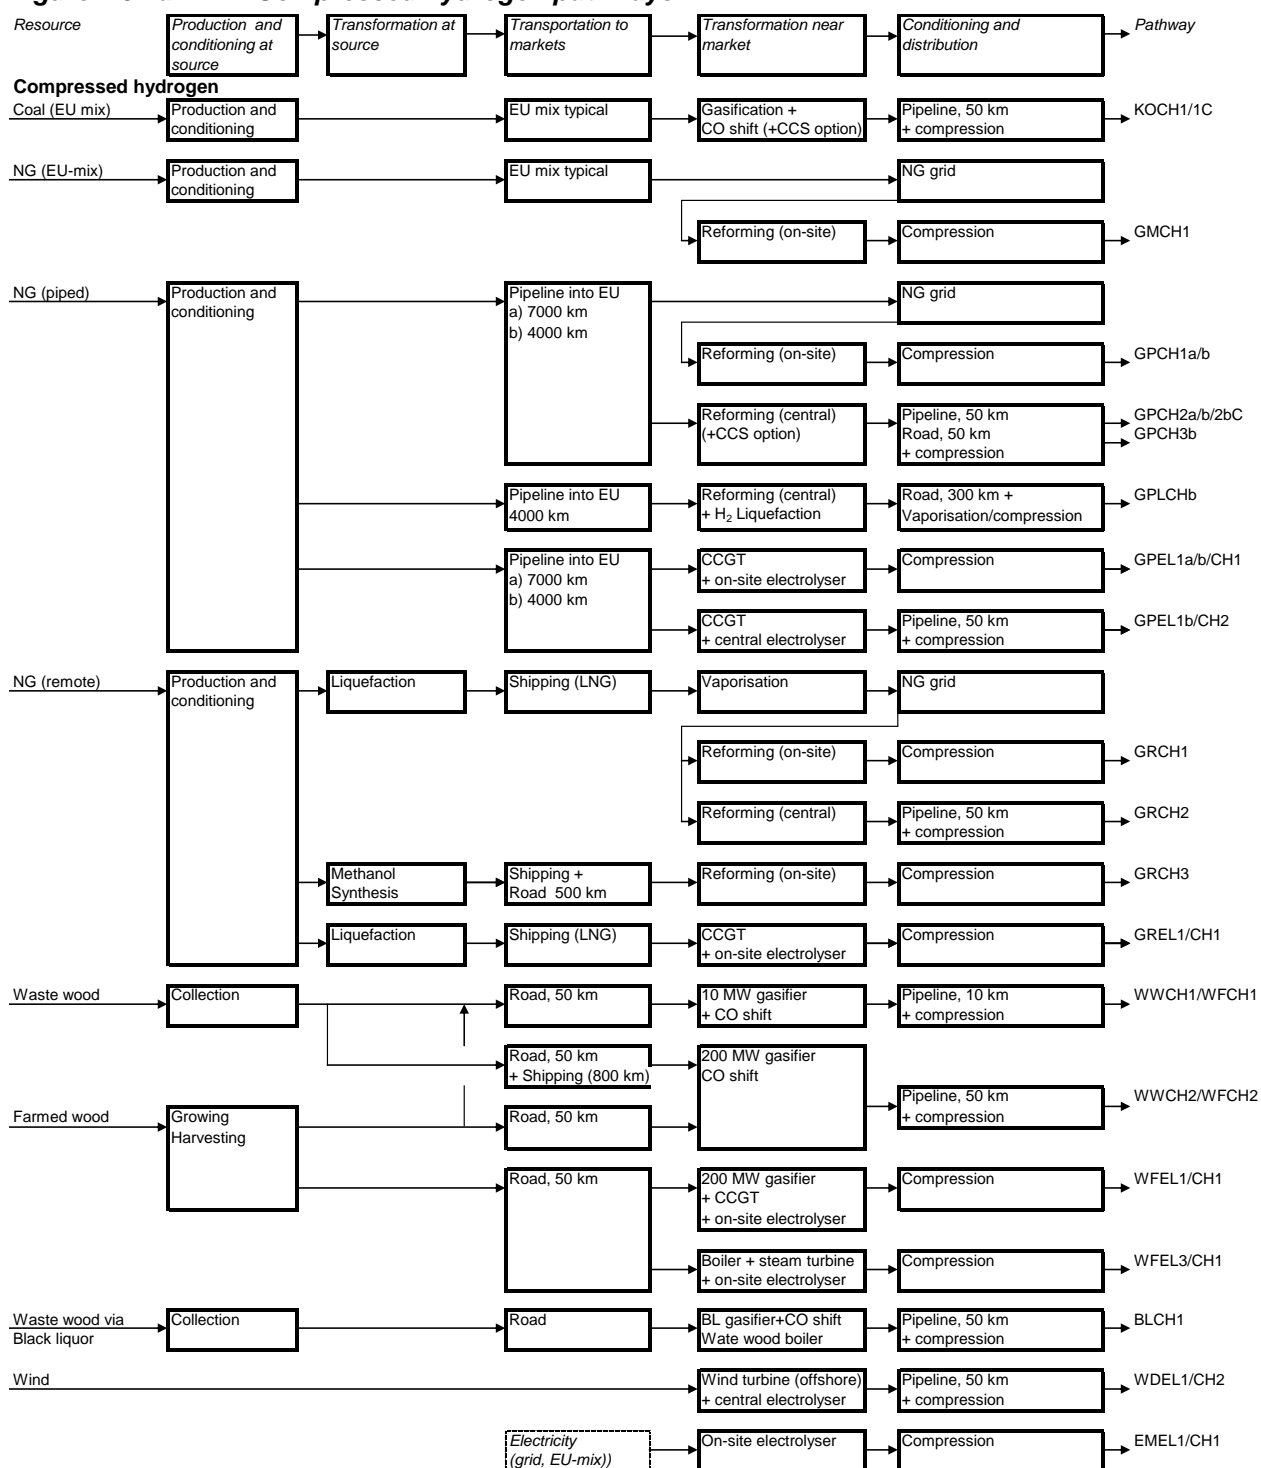 Resource
Production and
conditioning at
source
Transformation at
source
Transportation to
markets
Transformation near
market
Conditioning and
distribution
Pathway
Compressed hydrogen
Coal (EU mix)
Production and
conditioning
EU mix typical
Gasification +
CO shift (+CCS option)
Pipeline, 50 km
+ compression
KOCH1/1C
NG (EU-mix)
Production and
conditioning
EU mix typical
NG grid
Reforming (on-site)
Compression
GMCH1
NG (piped)
Production and
conditioning
Pipeline into EU
a) 7000 km
b) 4000 km
NG grid
Reforming (on-site)
Compression
GPCH1a/b
Reforming (central)
(+CCS option)
Pipeline, 50 km
Road, 50 km
+ compression
GPCH2a/b/2bC
GPCH3b
Pipeline into EU
4000 km
Reforming (central)
+ H2 Liquefaction
Road, 300 km +
Vaporisation/compression
GPLCHb
Pipeline into EU
a) 7000 km
b) 4000 km
CCGT
+ on-site electrolyser
Compression
GPEL1a/b/CH1
CCGT
+ central electrolyser
Pipeline, 50 km
+ compression
GPEL1b/CH2
NG (remote)
Production and
conditioning
Liquefaction
Shipping (LNG)
Vaporisation
NG grid
Reforming (on-site)
Compression
GRCH1
Reforming (central)
Pipeline, 50 km
+ compression
GRCH2
Methanol
Synthesis
Shipping +
Road 500 km
Reforming (on-site)
Compression
GRCH3
Liquefaction
Shipping (LNG)
CCGT
+ on-site electrolyser
Compression
GREL1/CH1
Waste wood
Collection
Road, 50 km
10 MW gasifier
+ CO shift
Pipeline, 10 km
+ compression
WWCH1/WFCH1
Road, 50 km
+ Shipping (800 km)
200 MW gasifier
CO shift
Pipeline, 50 km
+ compression
WWCH2/WFCH2
Farmed wood
Growing
Harvesting
Road, 50 km
Road, 50 km
200 MW gasifier
+ CCGT
+ on-site electrolyser
Compression
WFEL1/CH1
Boiler + steam turbine
+ on-site electrolyser
Compression
WFEL3/CH1
Waste wood via
Black liquor
Collection
Road
BL gasifier+CO shift
Wate wood boiler
Pipeline, 50 km
+ compression
BLCH1
Wind
Wind turbine (offshore)
+ central electrolyser
Pipeline, 50 km
+ compression
WDEL1/CH2
Electricity
(grid, EU-mix))
On-site electrolyser
Compression
EMEL1/CH1